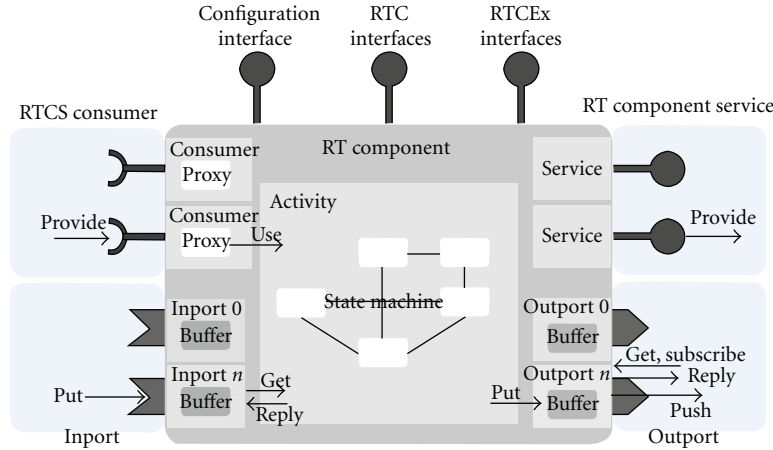 Configuration
interface
RTC
interfaces
RTCEx
interfaces
RTCS consumer
RT component service
Consumer
Proxy
RT component
Service
Consumer
Proxy
Provide
Use
Activity
Service
Provide
State machine
Inport 0
Buffer
Outport 0
Buffer
Inport n
Buffer
Put
Get
Reply
Put
Outport n
Buffer
Get, subscribe
Reply
Push
Inport
Outport